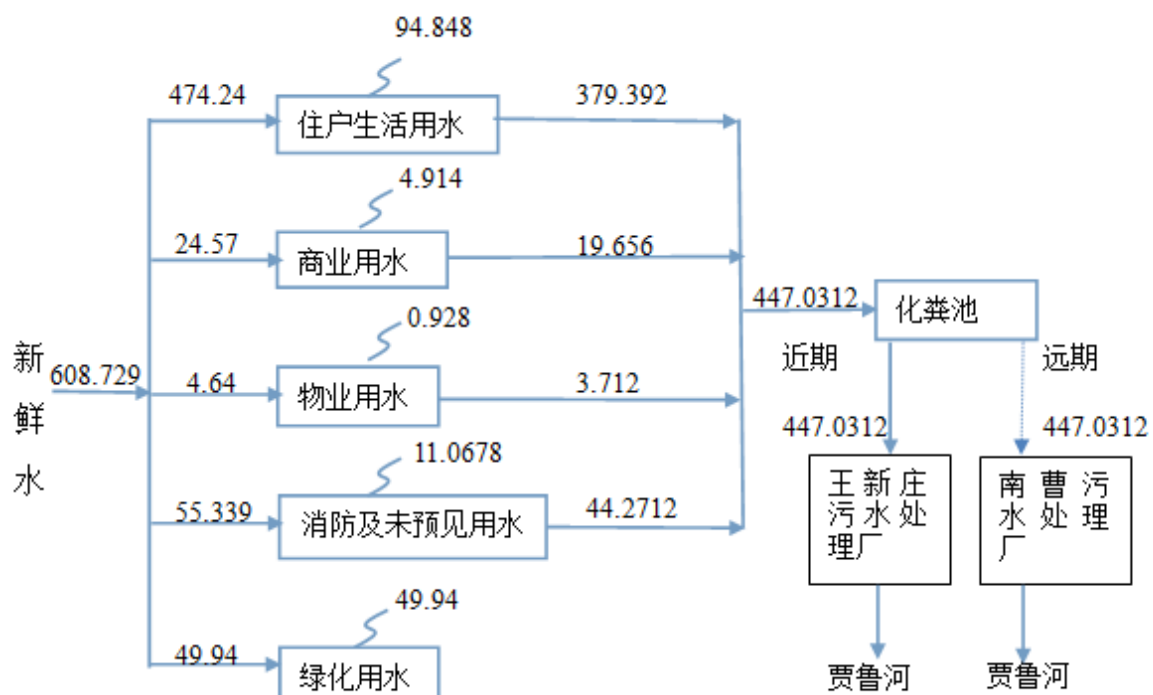 94.848
474.24
住户生活用水
379.392
4.914
24.57
商业用水
19.656
447.0312
化粪池
0.928
近期
远期
新鲜水
608.729
4.64
物业用水
3.712
447.0312
447.0312
11.0678
55.339
消防及未预见用水
44.2712
王新庄
污水处
理厂
南曹污
水处理
厂
49.94
49.94
绿化用水
贾鲁河
贾鲁河